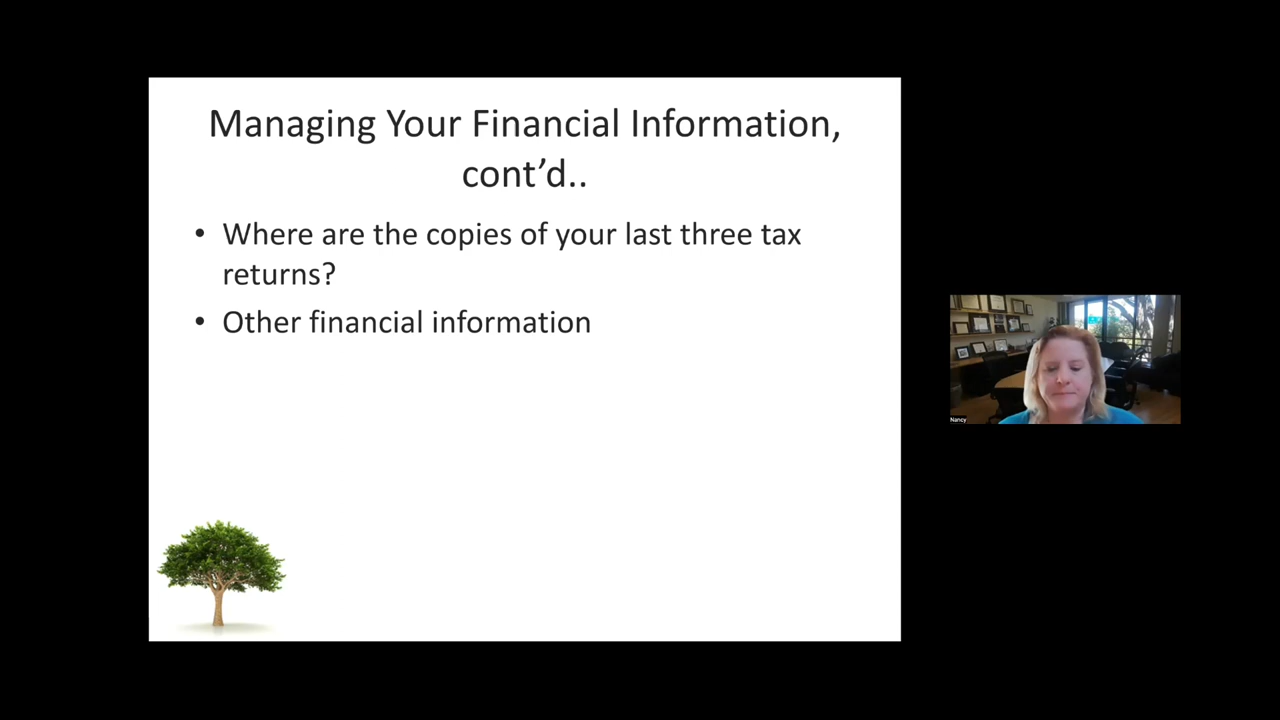 Managing Your Financial Information,
cont’d..
• Where are the copies of your last three tax
returns?
• Other financial information
Nancy